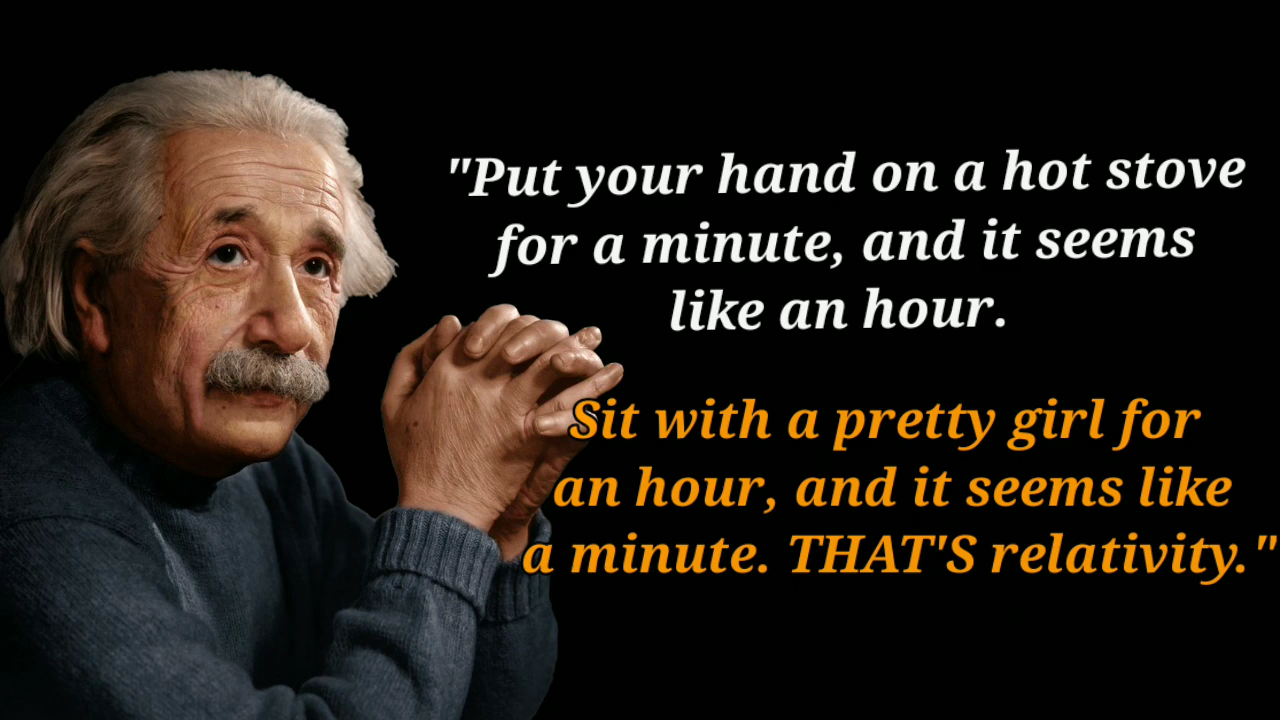 "Put your hand on a hot stove
for a minute, and it seems
like an hour.
Sit with a pretty girl for
an hour, and it seems like
a minute. THAT'S relativity."